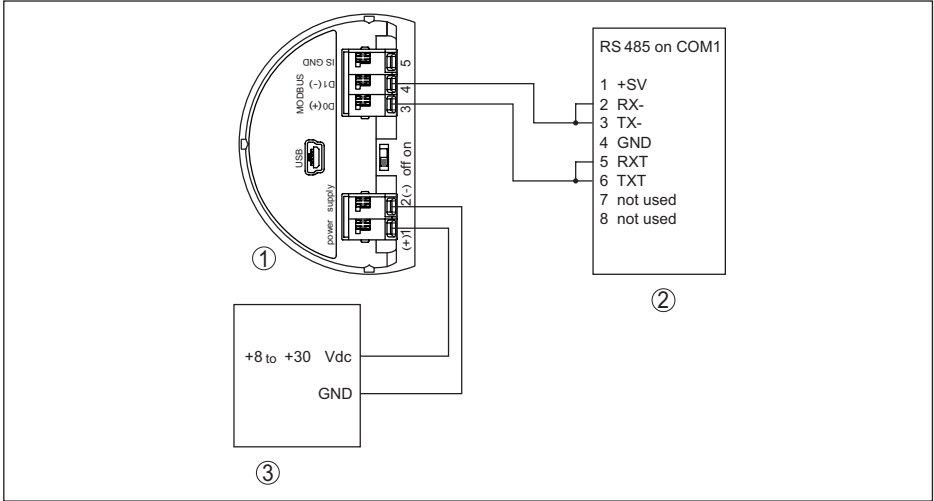 IS GND
D1(-)
D0(+)
MODBUS
5
4
3
USB
off on
power supply
2(-)
(+)1
1
RS 485 on COM1
1 +SV
2 RX-
3 TX-
4 GND
5 RXT
6 TXT
7 not used
8 not used
2
+8 to +30 Vdc
GND
3